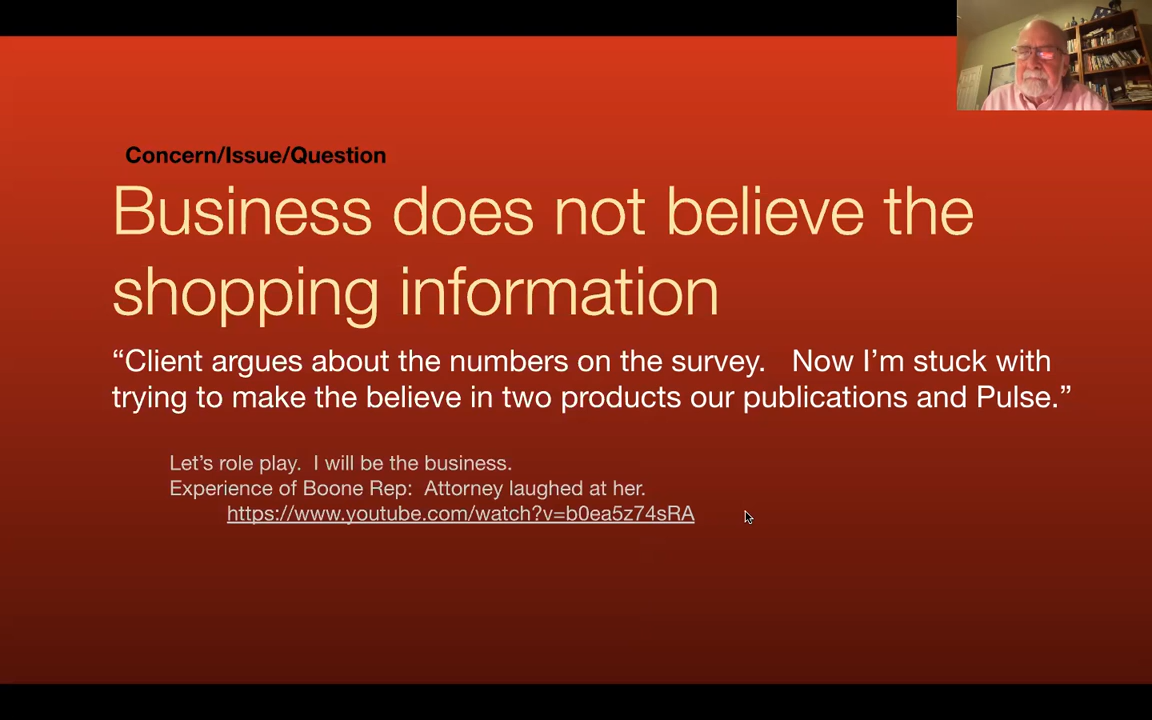 Concern/Issue/Question
Business does not believe the
shopping information
“Client argues about the numbers on the survey.   Now I’m stuck with
trying to make the believe in two products our publications and Pulse.”
Let’s role play.  I will be the business.
Experience of Boone Rep:  Attorney laughed at her.
https://www.youtube.com/watch?v=b0ea5z74sRA